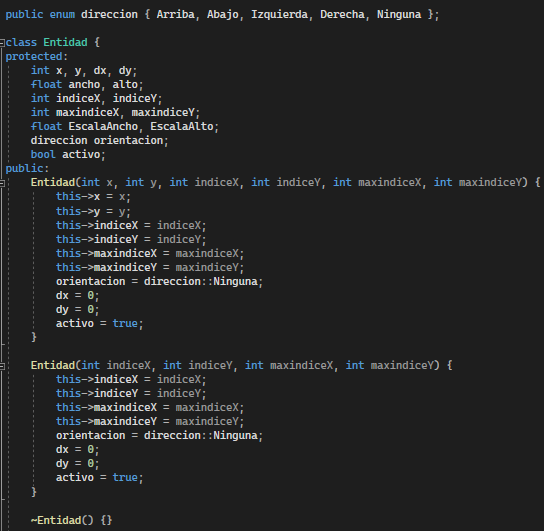 public enum direccion { Arriba, Abajo, Izquierda, Derecha, Ninguna };
class Entidad {
protected:
int x, y, dx, dy;
float ancho, alto;
int indiceX, indiceY;
int maxindiceX, maxindiceY;
float EscalaAncho, EscalaAlto;
direccion orientacion;
bool activo;
public:
Entidad(int x, int y, int indiceX, int indiceY, int maxindiceX, int maxindiceY) {
this->x = x;
this->y = y;
this->indiceX = indiceX;
this->indiceY = indiceY;
this->maxindiceX = maxindiceX;
this->maxindiceY = maxindiceY;
orientacion = direccion::Ninguna;
dx = 0;
dy = 0;
activo = true;
}
Entidad(int indiceX, int indiceY, int maxindiceX, int maxindiceY) {
this->indiceX = indiceX;
this->indiceY = indiceY;
this->maxindiceX = maxindiceX;
this->maxindiceY = maxindiceY;
orientacion = direccion::Ninguna;
dx = 0;
dy = 0;
activo = true;
}
~Entidad() {}